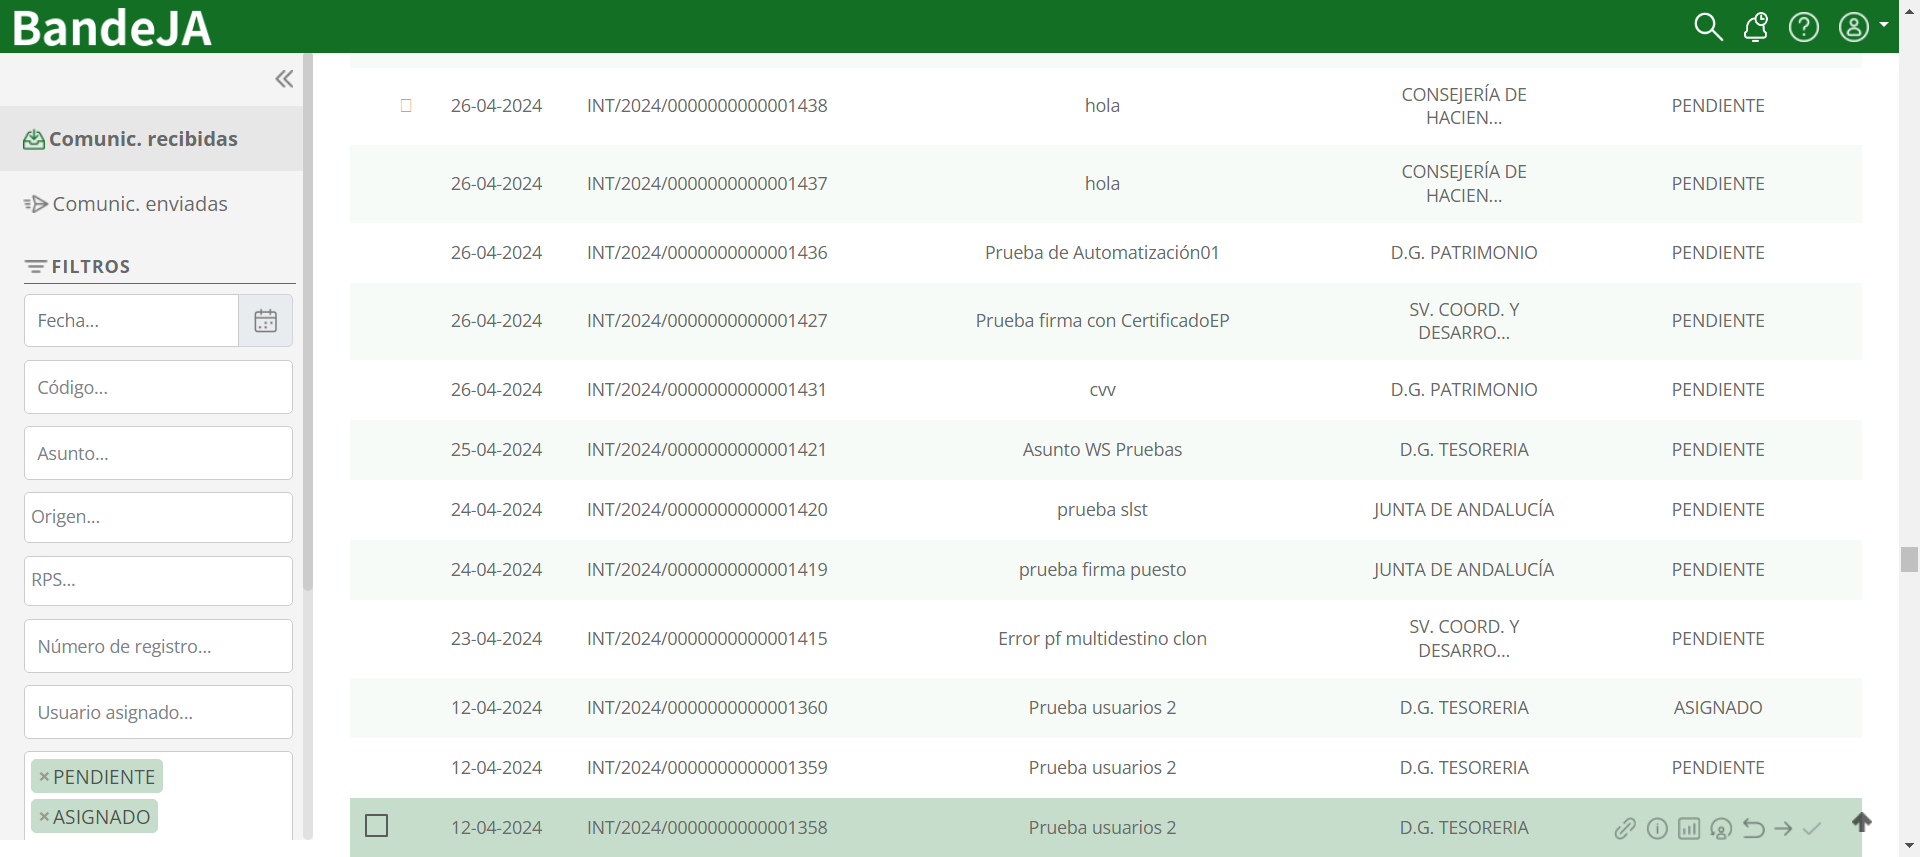 BandeJA
Comunic. recibidas
Comunic. enviadas
FILTROS
Fecha...
Código...
Asunto...
Origen...
RPS...
Número de registro...
Usuario asignado...
×PENDIENTE
×ASIGNADO
26-04-2024 INT/2024/0000000000001438 hola CONSEJERÍA DE HACIEN... PENDIENTE
26-04-2024 INT/2024/0000000000001437 hola CONSEJERÍA DE HACIEN... PENDIENTE
26-04-2024 INT/2024/0000000000001436 Prueba de Automatización01 D.G. PATRIMONIO PENDIENTE
26-04-2024 INT/2024/0000000000001427 Prueba firma con CertificadoEP SV. COORD. Y DESARRO... PENDIENTE
26-04-2024 INT/2024/0000000000001431 cvv D.G. PATRIMONIO PENDIENTE
25-04-2024 INT/2024/0000000000001421 Asunto WS Pruebas D.G. TESORERIA PENDIENTE
24-04-2024 INT/2024/0000000000001420 prueba slst JUNTA DE ANDALUCÍA PENDIENTE
24-04-2024 INT/2024/0000000000001419 prueba firma puesto JUNTA DE ANDALUCÍA PENDIENTE
23-04-2024 INT/2024/0000000000001415 Error pf multidestino clon SV. COORD. Y DESARRO... PENDIENTE
12-04-2024 INT/2024/0000000000001360 Prueba usuarios 2 D.G. TESORERIA ASIGNADO
12-04-2024 INT/2024/0000000000001359 Prueba usuarios 2 D.G. TESORERIA PENDIENTE
12-04-2024 INT/2024/0000000000001358 Prueba usuarios 2 D.G. TESORERIA